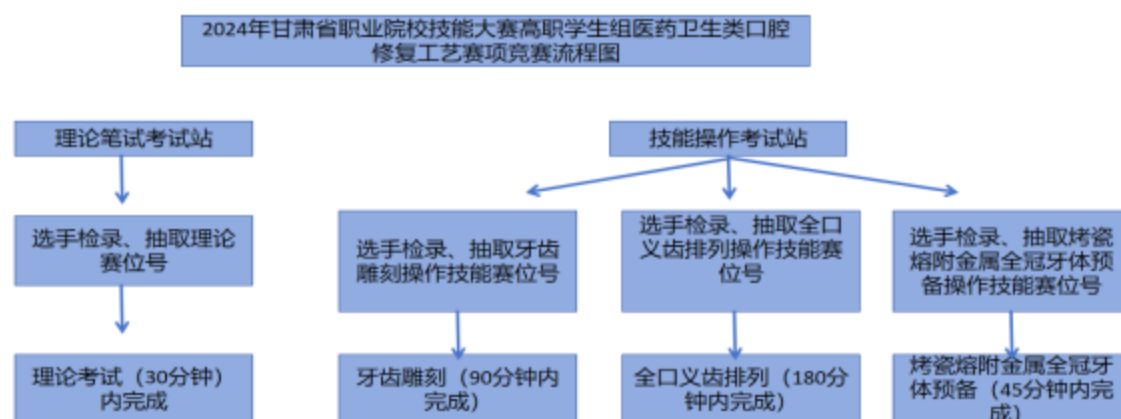 2024年甘肃省职业院校技能大赛高职学生组医药卫生类口腔
修复工艺赛项竞赛流程图
理论笔试考试站
技能操作考试站
选手检录、抽取理论
赛位号
选手检录、抽取牙齿
雕刻操作技能赛位号
选手检录、抽取全口
义齿排列操作技能赛
位号
选手检录、抽取烤瓷
熔附金属全冠牙体预
备操作技能赛位号
理论考试（30分钟）
内完成
牙齿雕刻（90分钟内
完成）
全口义齿排列（180分
钟内完成）
烤瓷熔附金属全冠牙
体预备（45分钟内完
成）